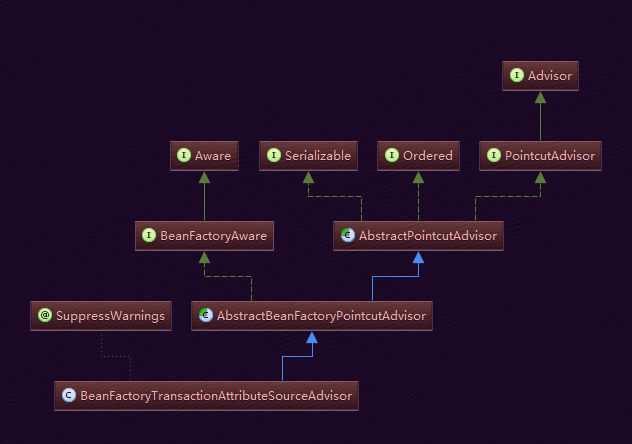 I Advisor
I Aware
I Serializable
I Ordered
I PointcutAdvisor
I BeanFactoryAware
C AbstractPointcutAdvisor
@ SuppressWarnings
C AbstractBeanFactoryPointcutAdvisor
C BeanFactoryTransactionAttributeSourceAdvisor